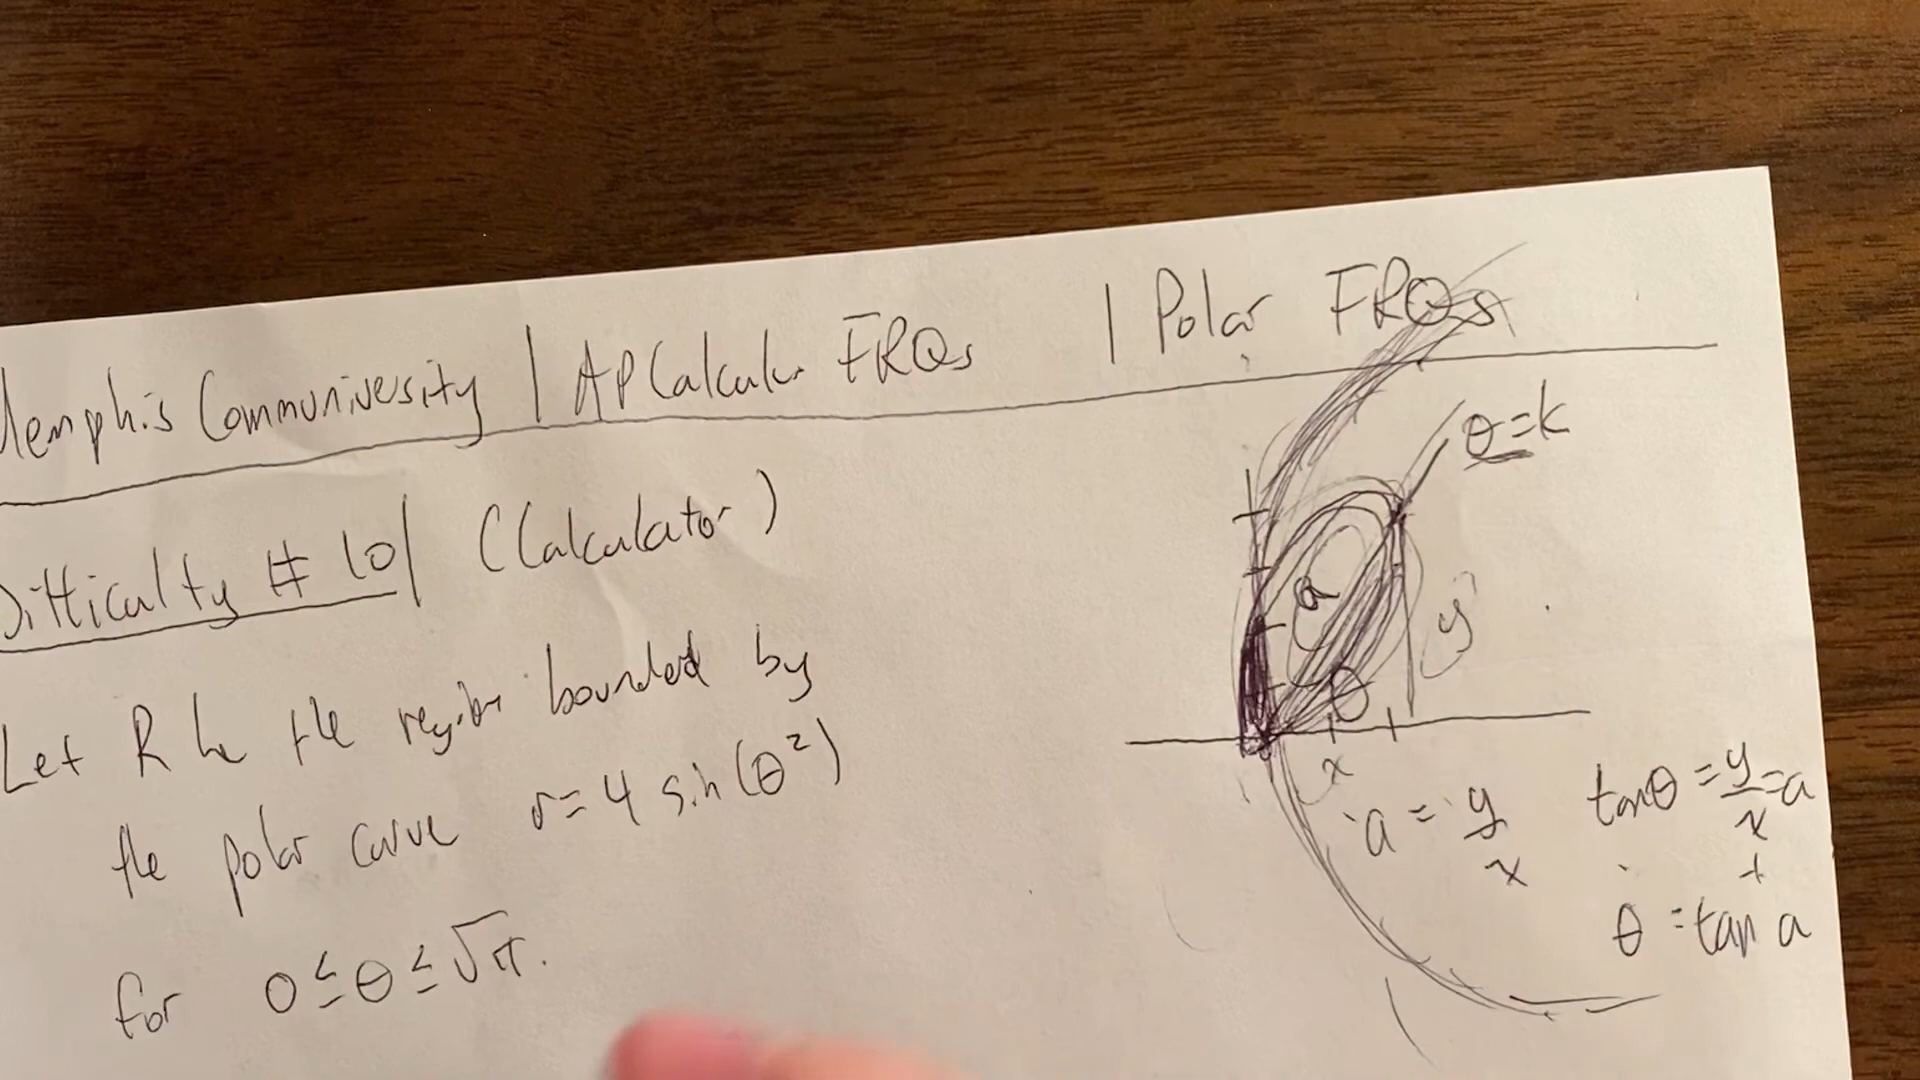 Memphis Communiversity | AP Calculus FRQs | Polar FRQs
Difficulty # 10 | (Calculator)
Let R be the region bounded by
the polar curve r = 4 sin(θ²)
for 0 ≤ θ ≤ √π.
θ = k
a
y
θ
x
a = y/x
tan θ = y/x = a
θ = tan a